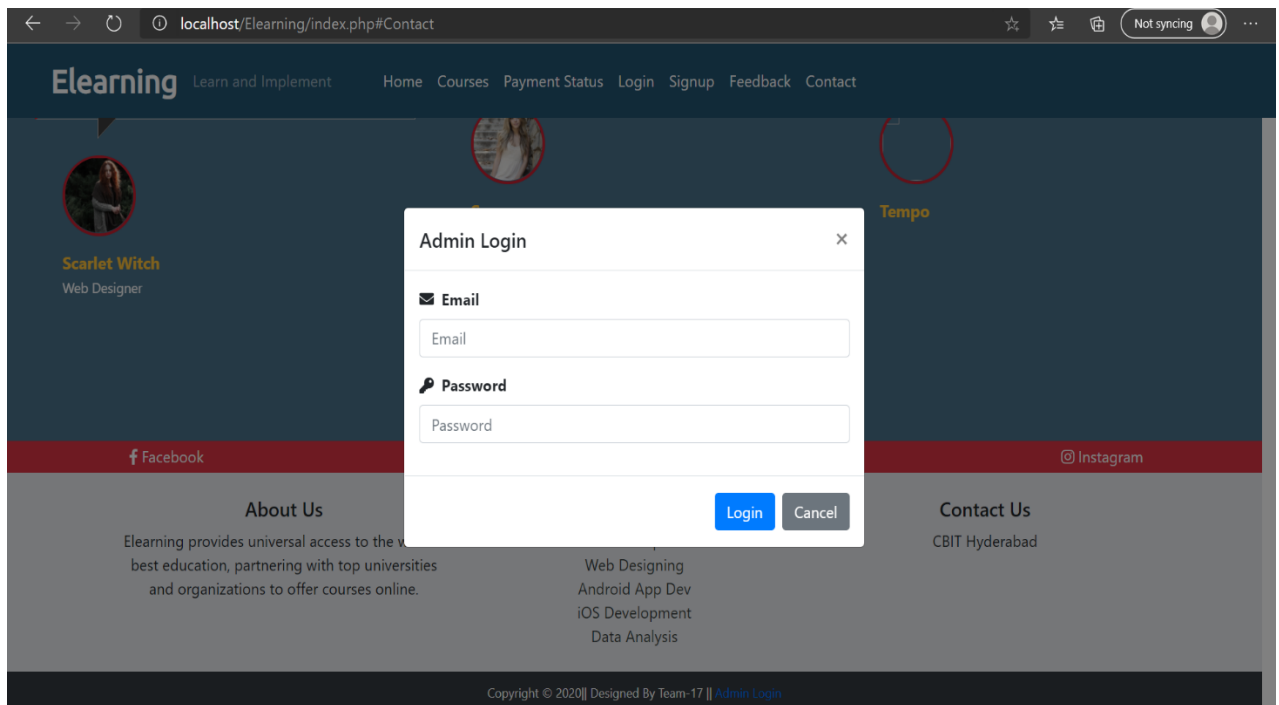 localhost/Elearning/index.php#Contact
Not syncing
Elearning Learn and Implement Home Courses Payment Status Login Signup Feedback Contact
Tempo
Scarlet Witch
Web Designer
Admin Login ×
Email
Email
Password
Password
Login Cancel
Facebook
Instagram
About Us
Elearning provides universal access to the
best education, partnering with top universities
and organizations to offer courses online.
Web Designing
Android App Dev
iOS Development
Data Analysis
Contact Us
CBIT Hyderabad
Copyright © 2020|| Designed By Team-17 || Admin Login